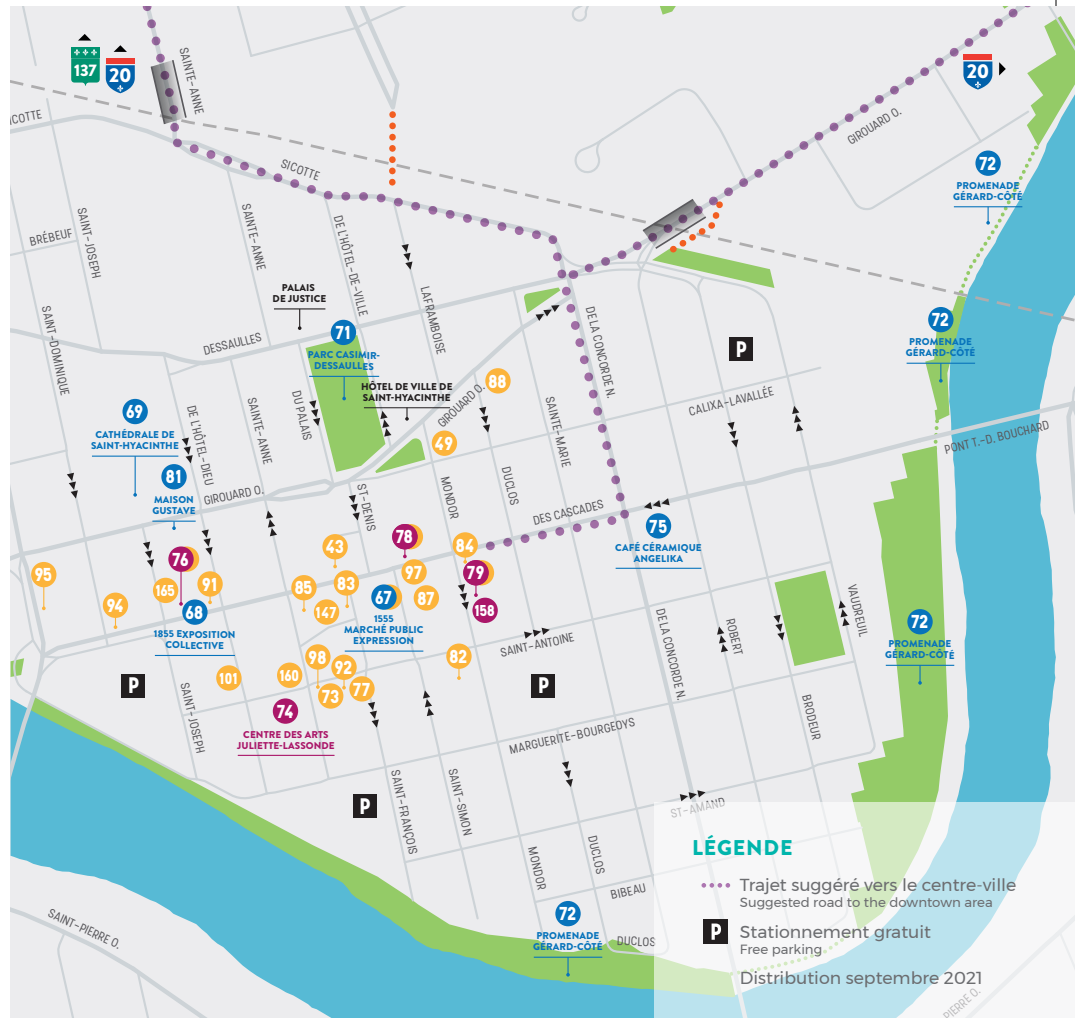 137
20
SAINTE-ANNE
20
GIROUARD O.
SICOTTE
72
PROMENADE
GÉRARD-CÔTÉ
BRÉBEUF
SAINT-JOSEPH
SAINTE-ANNE
DE L'HÔTEL-DE-VILLE
LAFRAMBOISE
PALAIS
DE JUSTICE
DE LA CONCORDE N.
SAINT-DOMINIQUE
DESSAULLES
71
PARC CASIMIR-
DESSAULLES
HÔTEL DE VILLE DE
SAINT-HYACINTHE
P
72
PROMENADE
GÉRARD-CÔTÉ
GIROUARD O.
88
CALIXA-LAVALLÉE
PONT T.-D. BOUCHARD
69
CATHÉDRALE DE
SAINT-HYACINTHE
DE L'HÔTEL-DIEU
SAINTE-ANNE
DU PALAIS
49
SAINTE-MARIE
81
MAISON
GUSTAVE
GIROUARD O.
ST-DENIS
MONDOR
DUCLOS
DES CASCADES
75
CAFÉ CÉRAMIQUE
ANGELIKA
95
94
165
76
91
68
1855 EXPOSITION
COLLECTIVE
43
85
147
83
78
97
67
87
1555
MARCHÉ PUBLIC
EXPRESSION
84
79
158
SAINT-ANTOINE
82
DE LA CONCORDE N.
ROBERT
VAUDREUIL
BRODEUR
72
PROMENADE
GÉRARD-CÔTÉ
P
SAINT-JOSEPH
101
160
98
92
73
77
74
CENTRE DES ARTS
JULIETTE-LASSONDE
P
MARGUERITE-BOURGEOYS
P
SAINT-FRANÇOIS
SAINT-SIMON
ST-AMAND
MONDOR
DUCLOS
BIBEAU
SAINT-PIERRE O.
72
PROMENADE
GÉRARD-CÔTÉ
DUCLOS
LÉGENDE
Trajet suggéré vers le centre-ville
Suggested road to the downtown area
P Stationnement gratuit
Free parking
Distribution septembre 2021
PIERRE O.